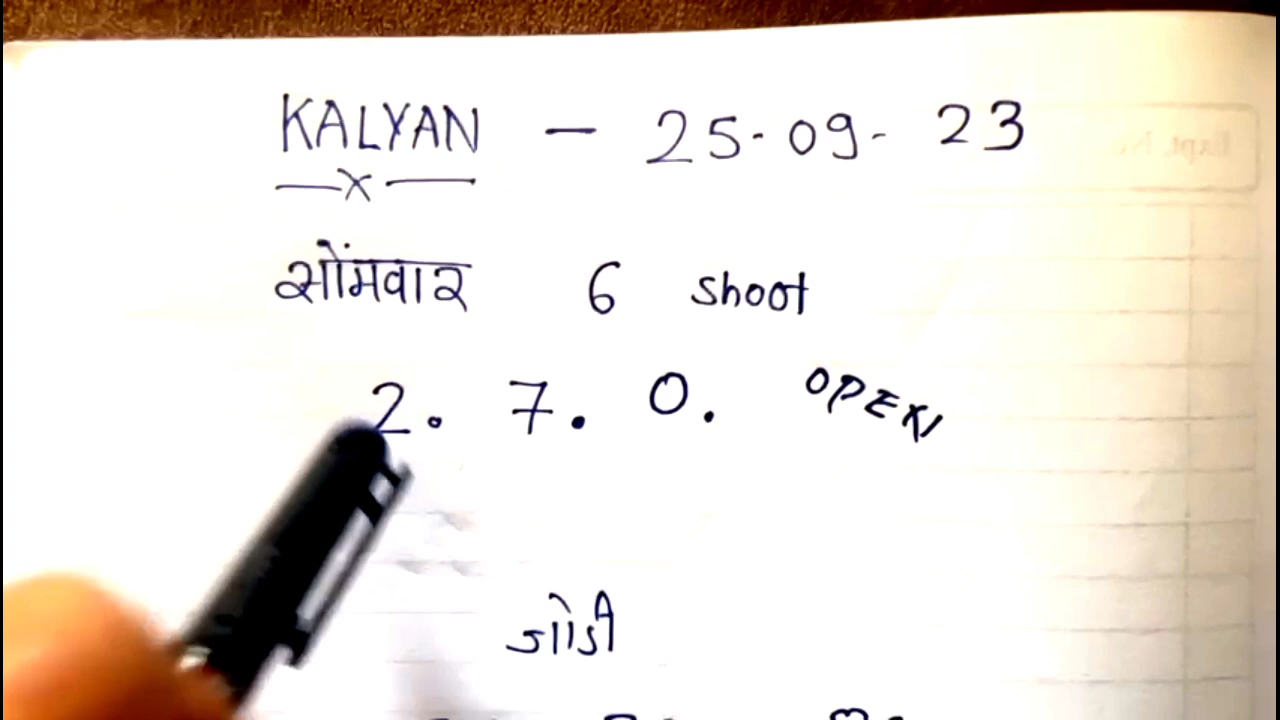 KALYAN — 25-09-23
—x—
सोंमवार 6 shoot
2. 7. 0. OPEN
जोडी